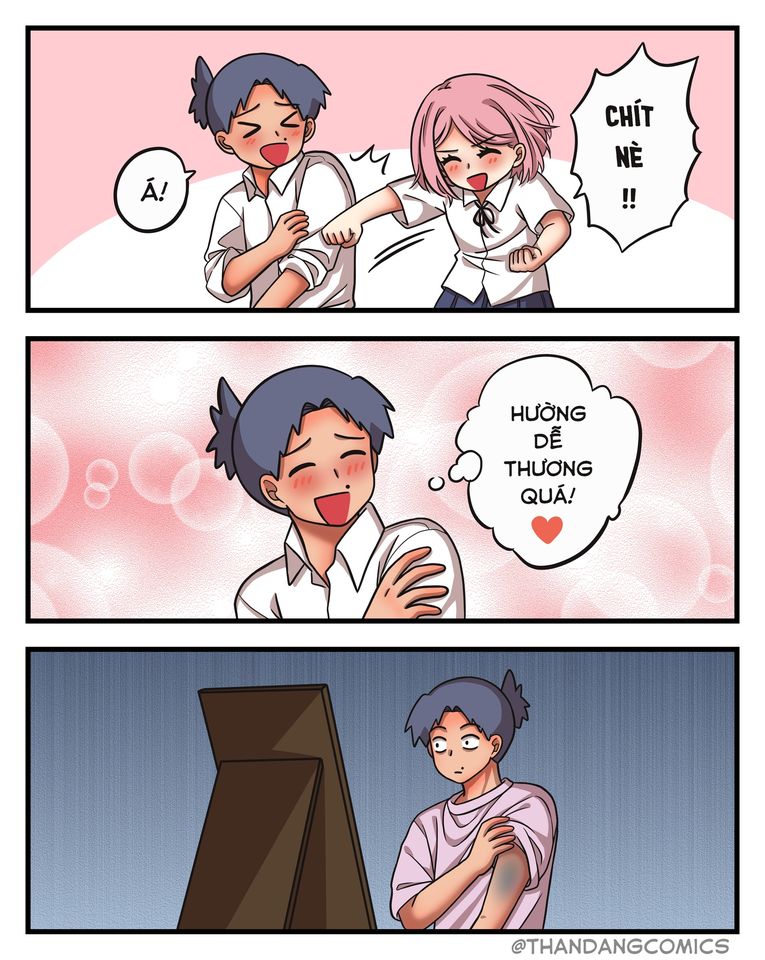 Á!
CHÍT
NÈ
!!
HƯỜNG
DỄ
THƯƠNG
QUÁ!
@THANDANGCOMICS